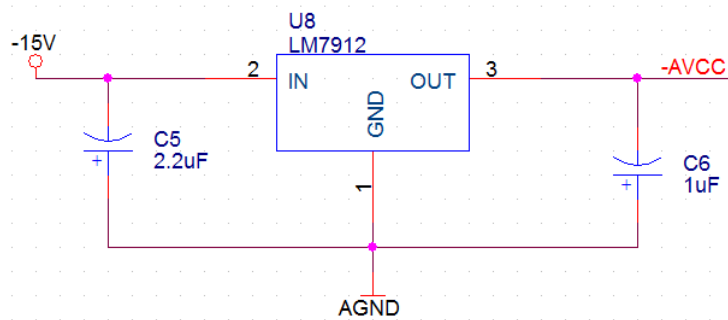 U8
LM7912
-15V
2
IN
OUT
3
-AVCC
GND
C5
2.2uF
+
1
C6
1uF
+
AGND